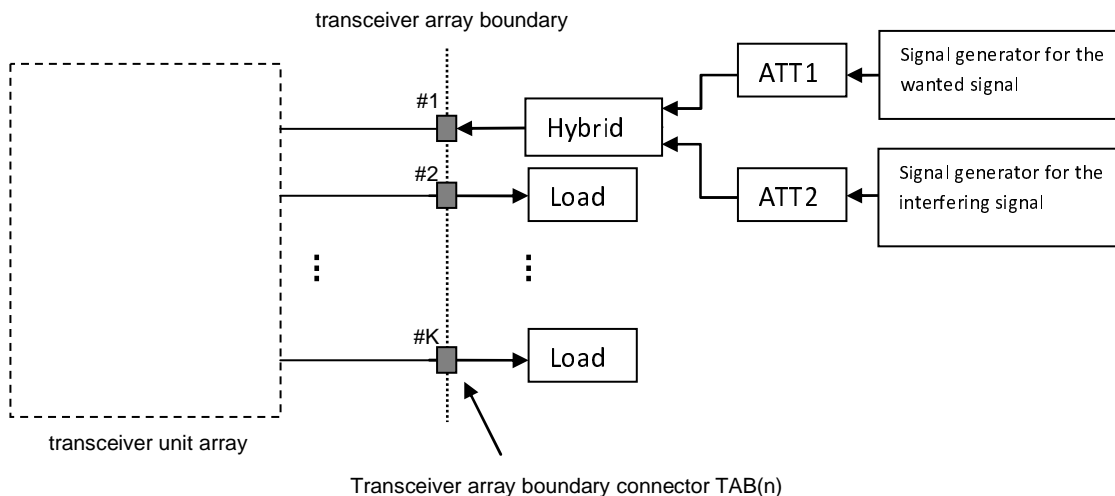 transceiver array boundary
#1
Hybrid
ATT1
Signal generator for the
wanted signal
#2
Load
ATT2
Signal generator for the
interfering signal
#K
Load
transceiver unit array
Transceiver array boundary connector TAB(n)